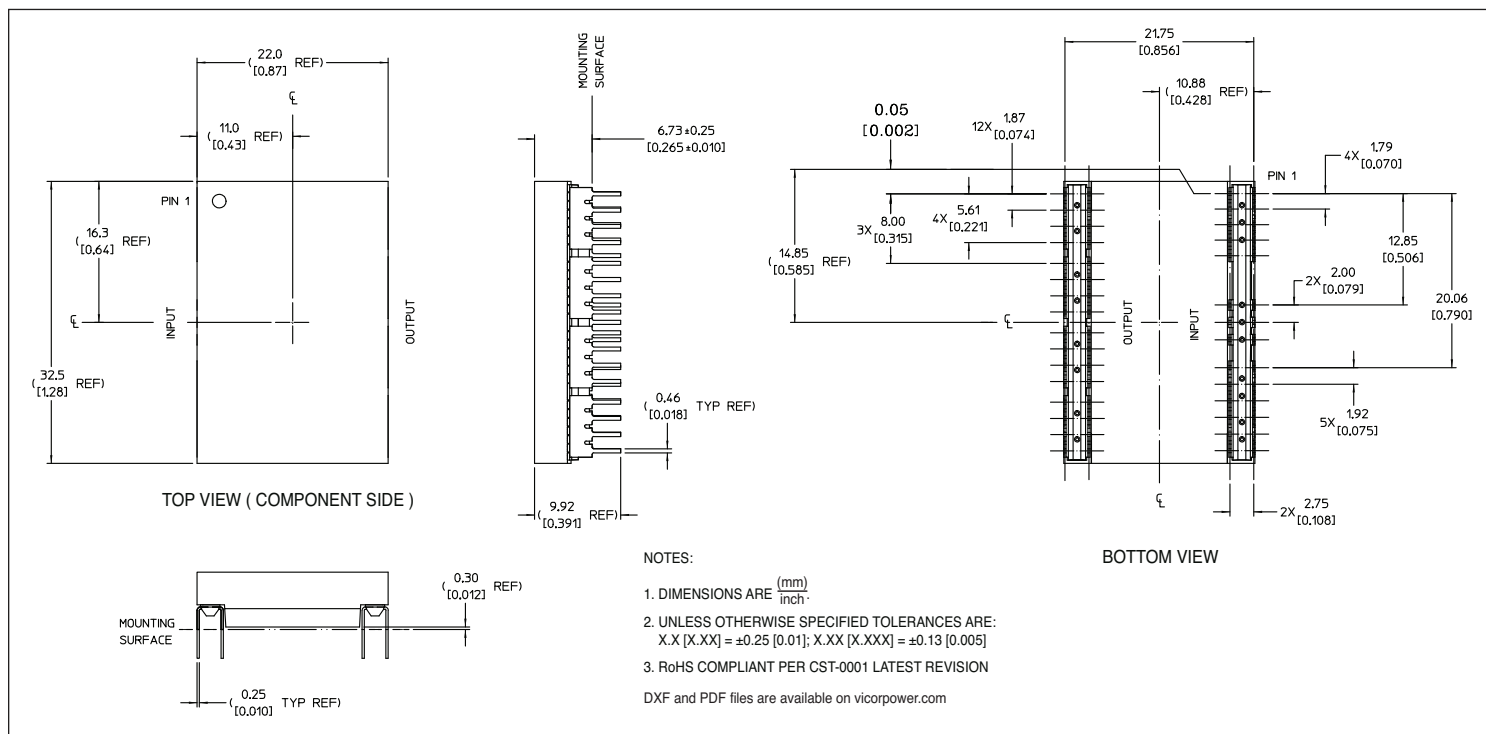 22.0
( [0.87] REF)
℄
11.0
( [0.43] REF)
PIN 1
16.3
( [0.64] REF)
℄
INPUT
OUTPUT
32.5
( [1.28] REF)
TOP VIEW ( COMPONENT SIDE )
MOUNTING
SURFACE
6.73 ±0.25
[0.265 ±0.010]
0.46
( [0.018] TYP REF)
9.92
( [0.391] REF)
21.75
[0.856]
10.88
( [0.428] REF)
0.05
[0.002]
12X 1.87
[0.074]
4X 1.79
[0.070]
PIN 1
8.00
3X [0.315]
5.61
4X [0.221]
14.85
( [0.585] REF)
12.85
[0.506]
2X 2.00
[0.079]
20.06
[0.790]
℄
OUTPUT
INPUT
5X 1.92
[0.075]
℄
2X 2.75
[0.108]
BOTTOM VIEW
0.30
( [0.012] REF)
MOUNTING
SURFACE
0.25
( [0.010] TYP REF)
NOTES:
1. DIMENSIONS ARE (mm)
inch.
2. UNLESS OTHERWISE SPECIFIED TOLERANCES ARE:
X.X [X.XX] = ±0.25 [0.01]; X.XX [X.XXX] = ±0.13 [0.005]
3. RoHS COMPLIANT PER CST-0001 LATEST REVISION
DXF and PDF files are available on vicorpower.com